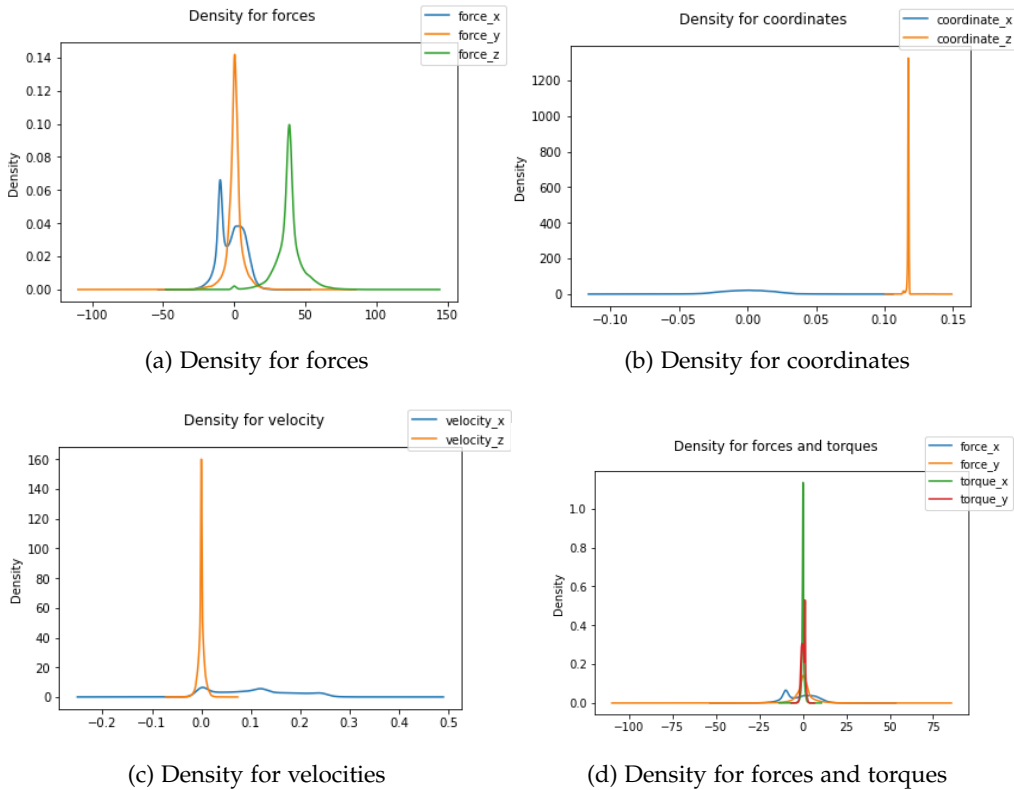 Density for forces
force_x
force_y
force_z
Density
0.14
0.12
0.10
0.08
0.06
0.04
0.02
0.00
−100
−50
0
50
100
150
(a) Density for forces
Density for coordinates
coordinate_x
coordinate_z
Density
1200
1000
800
600
400
200
0
−0.10
−0.05
0.00
0.05
0.10
0.15
(b) Density for coordinates
Density for velocity
velocity_x
velocity_z
Density
160
140
120
100
80
60
40
20
0
−0.2
−0.1
0.0
0.1
0.2
0.3
0.4
0.5
(c) Density for velocities
Density for forces and torques
force_x
force_y
torque_x
torque_y
Density
1.0
0.8
0.6
0.4
0.2
0.0
−100
−75
−50
−25
0
25
50
75
(d) Density for forces and torques